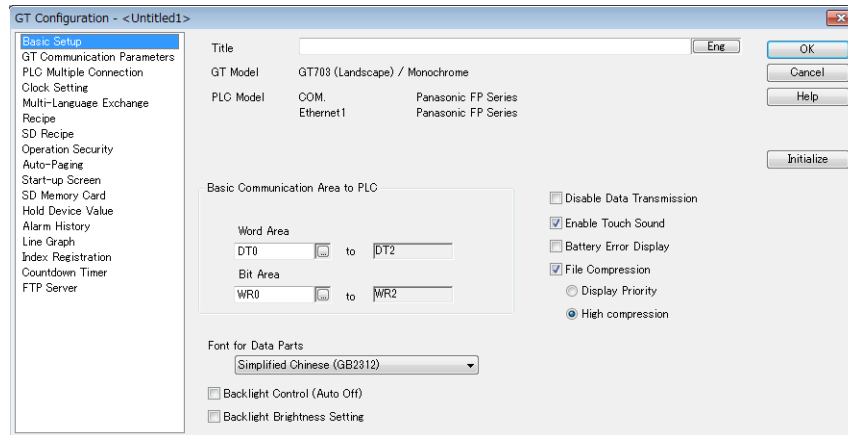 GT Configuration - <Untitled1>
Basic Setup
GT Communication Parameters
PLC Multiple Connection
Clock Setting
Multi-Language Exchange
Recipe
SD Recipe
Operation Security
Auto-Paging
Start-up Screen
SD Memory Card
Hold Device Value
Alarm History
Line Graph
Index Registration
Countdown Timer
FTP Server
Title Eng
GT Model GT703 (Landscape) / Monochrome
PLC Model COM. Panasonic FP Series
Ethernet1 Panasonic FP Series
OK
Cancel
Help
Initialize
Basic Communication Area to PLC
Word Area
DT0 ... to DT2
Bit Area
WR0 ... to WR2
Disable Data Transmission
Enable Touch Sound
Battery Error Display
File Compression
Display Priority
High compression
Font for Data Parts
Simplified Chinese (GB2312)
Backlight Control (Auto Off)
Backlight Brightness Setting